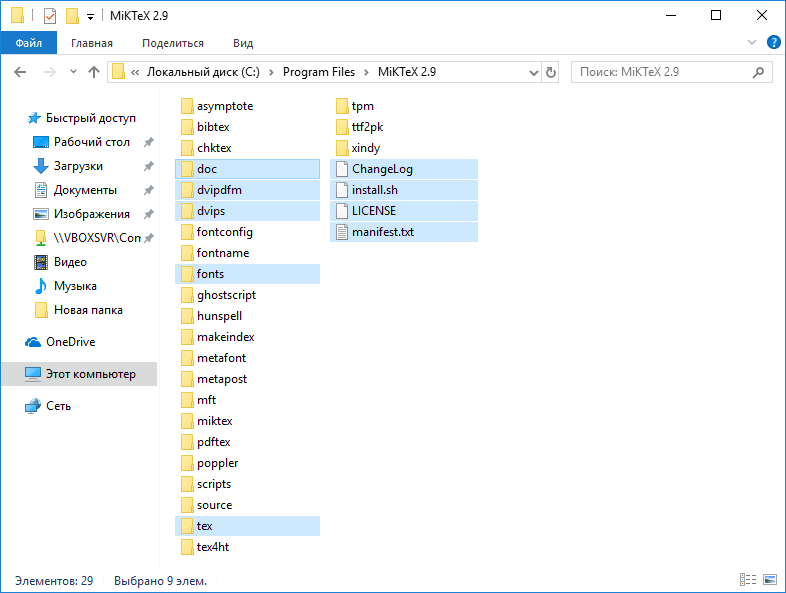 MiKTeX 2.9
Файл Главная Поделиться Вид
« Локальный диск (C:) › Program Files › MiKTeX 2.9
Поиск: MiKTeX 2.9
Быстрый доступ
Рабочий стол
Загрузки
Документы
Изображения
\\VBOXSVR\Con
Видео
Музыка
Новая папка
OneDrive
Этот компьютер
Сеть
asymptote
bibtex
chktex
doc
dvipdfm
dvips
fontconfig
fontname
fonts
ghostscript
hunspell
makeindex
metafont
metapost
mft
miktex
pdftex
poppler
scripts
source
tex
tex4ht
tpm
ttf2pk
xindy
ChangeLog
install.sh
LICENSE
manifest.txt
Элементов: 29 Выбрано 9 элем.